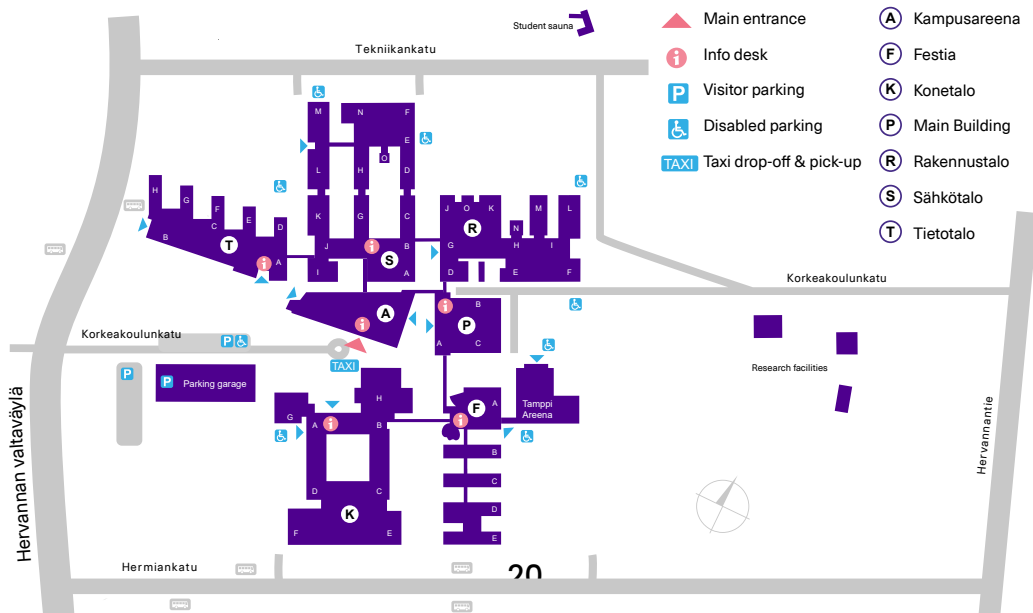 Student sauna
Main entrance
A Kampusareena
Tekniikankatu
i Info desk
F Festia
P Visitor parking
K Konetalo
Disabled parking
P Main Building
TAXI Taxi drop-off & pick-up
R Rakennustalo
S Sähkötalo
T Tietotalo
M N F
E
O
L H D
H G F E D
C
B
T
A
K G C
J i B
S
I A
J O K M L
R N
G H I
D E F
Korkeakoulunkatu
A
i
i B
P
A C
Korkeakoulunkatu
P
TAXI
Research facilities
P
P Parking garage
H
G
A i B
F A
i
Tamppi
Areena
B
C
D
E
D C
K
F E
Hervannan valtaväylä
Hervannantie
Hermiankatu
20